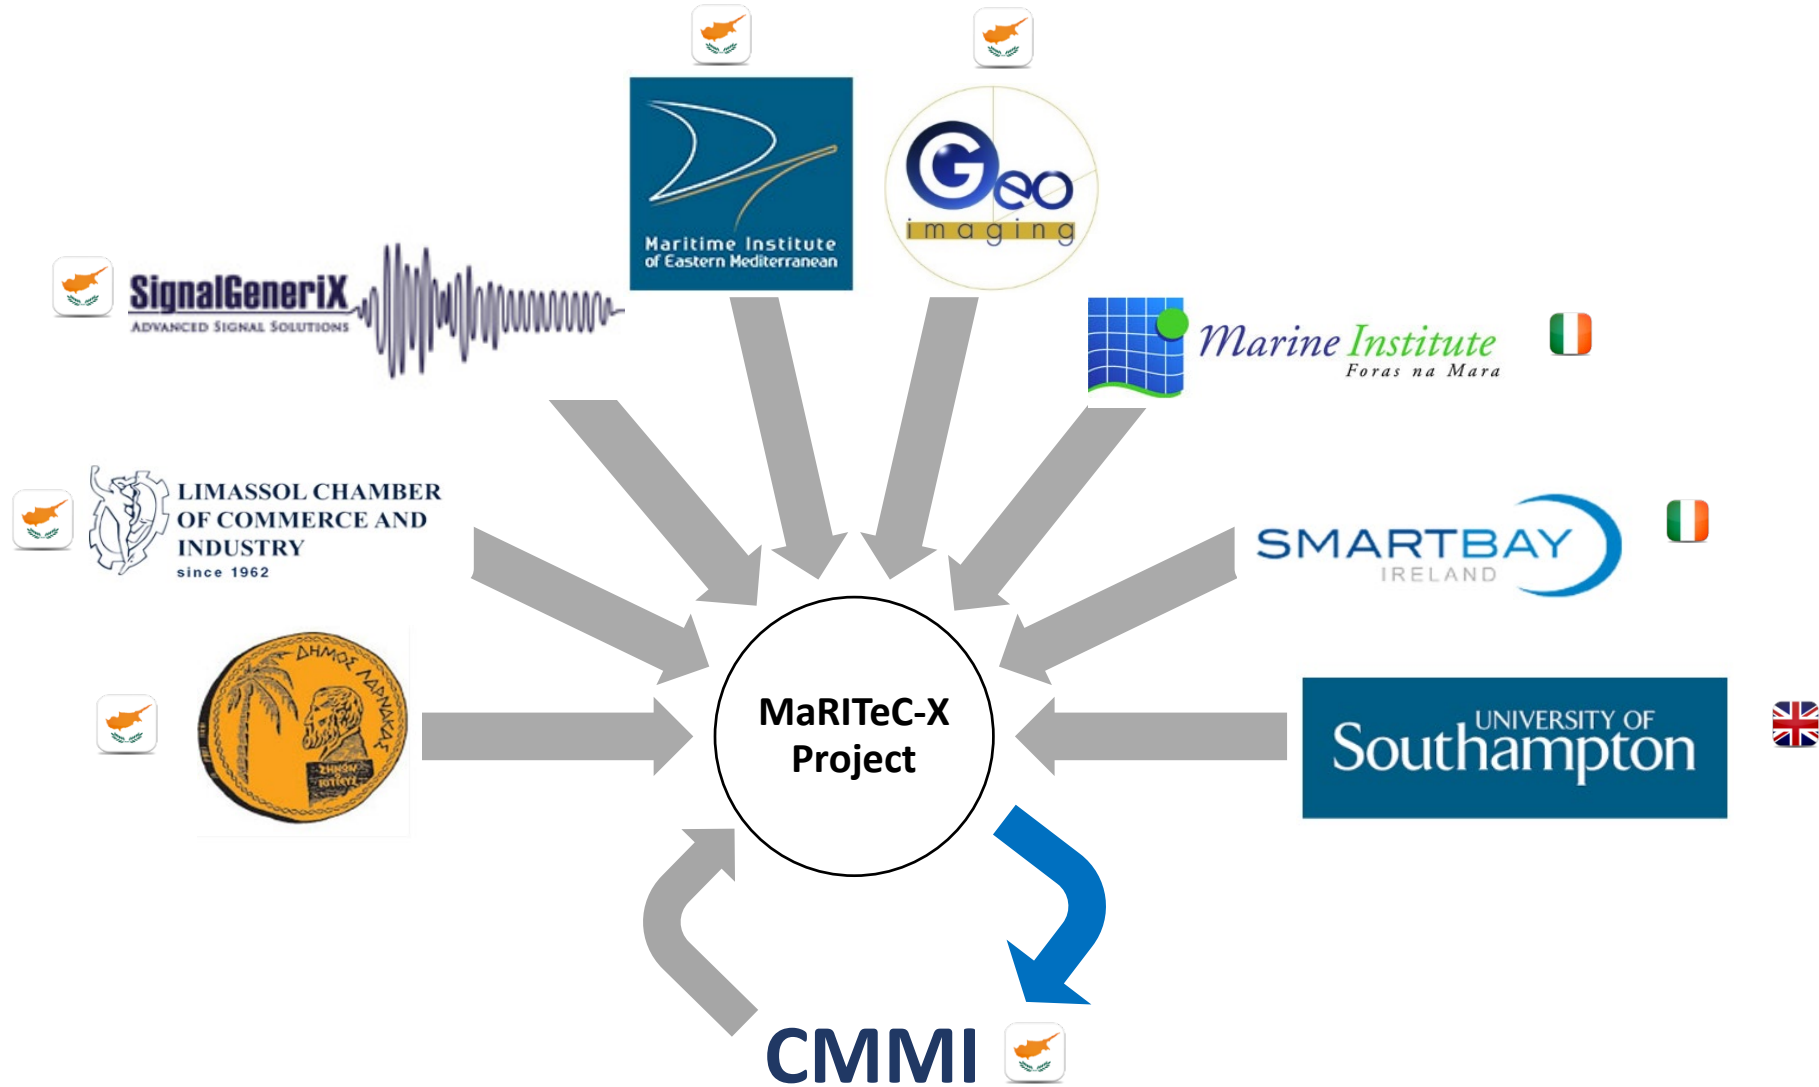 Maritime Institute
of Eastern Mediterranean
Geo
imaging
SignalGeneriX
ADVANCED SIGNAL SOLUTIONS
Marine Institute
Foras na Mara
LIMASSOL CHAMBER
OF COMMERCE AND
INDUSTRY
since 1962
SMARTBAY
IRELAND
ΔΗΜΟΣ ΛΑΡΝΑΚΑΣ
MaRITeC-X
Project
UNIVERSITY OF
Southampton
CMMI